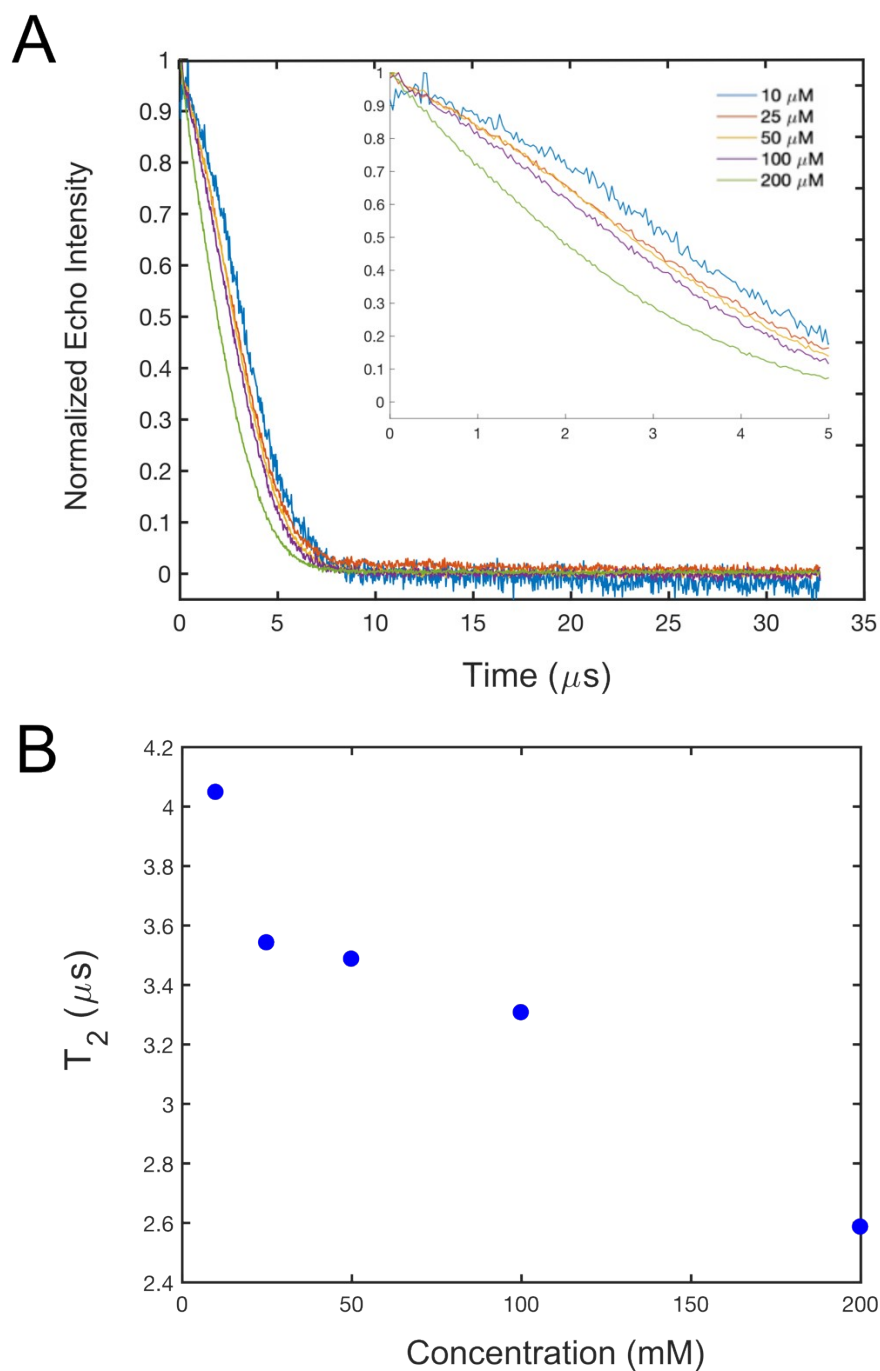 A
Normalized Echo Intensity
1
0.9
0.8
0.7
0.6
0.5
0.4
0.3
0.2
0.1
0
0 5 10 15 20 25 30 35
Time (μs)
1
0.9
0.8
0.7
0.6
0.5
0.4
0.3
0.2
0.1
0
0 1 2 3 4 5
10 μM
25 μM
50 μM
100 μM
200 μM
B
T2 (μs)
4.2
4
3.8
3.6
3.4
3.2
3
2.8
2.6
2.4
0 50 100 150 200
Concentration (mM)